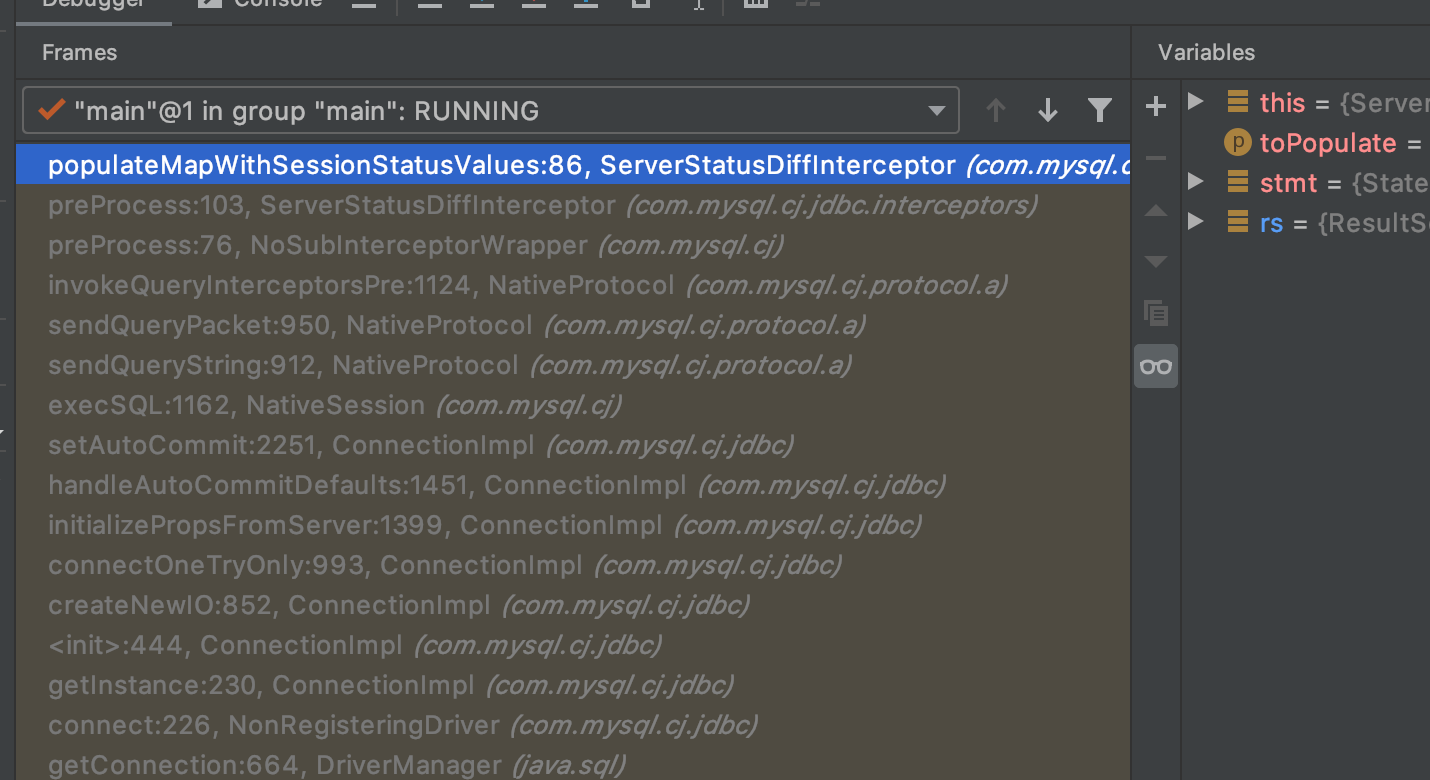 Debugger Console
Frames
Variables
"main"@1 in group "main": RUNNING
populateMapWithSessionStatusValues:86, ServerStatusDiffInterceptor (com.mysql.c
preProcess:103, ServerStatusDiffInterceptor (com.mysql.cj.jdbc.interceptors)
preProcess:76, NoSubInterceptorWrapper (com.mysql.cj)
invokeQueryInterceptorsPre:1124, NativeProtocol (com.mysql.cj.protocol.a)
sendQueryPacket:950, NativeProtocol (com.mysql.cj.protocol.a)
sendQueryString:912, NativeProtocol (com.mysql.cj.protocol.a)
execSQL:1162, NativeSession (com.mysql.cj)
setAutoCommit:2251, ConnectionImpl (com.mysql.cj.jdbc)
handleAutoCommitDefaults:1451, ConnectionImpl (com.mysql.cj.jdbc)
initializePropsFromServer:1399, ConnectionImpl (com.mysql.cj.jdbc)
connectOneTryOnly:993, ConnectionImpl (com.mysql.cj.jdbc)
createNewIO:852, ConnectionImpl (com.mysql.cj.jdbc)
<init>:444, ConnectionImpl (com.mysql.cj.jdbc)
getInstance:230, ConnectionImpl (com.mysql.cj.jdbc)
connect:226, NonRegisteringDriver (com.mysql.cj.jdbc)
getConnection:664, DriverManager (java.sql)
this = {Server
p toPopulate =
stmt = {State
rs = {ResultS